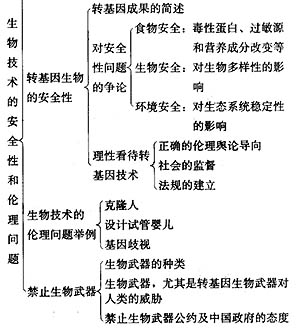 生物技术的安全性和伦理问题
转基因生物的安全性
转基因成果的简述
对安全性问题的争论
食物安全：毒性蛋白、过敏源和营养成分改变等
生物安全：对生物多样性的影响
环境安全：对生态系统稳定性的影响
理性看待转基因技术
正确的伦理舆论导向
社会的监督
法规的建立
生物技术的伦理问题举例
克隆人
设计试管婴儿
基因歧视
禁止生物武器
生物武器的种类
生物武器，尤其是转基因生物武器对人类的威胁
禁止生物武器公约及中国政府的态度